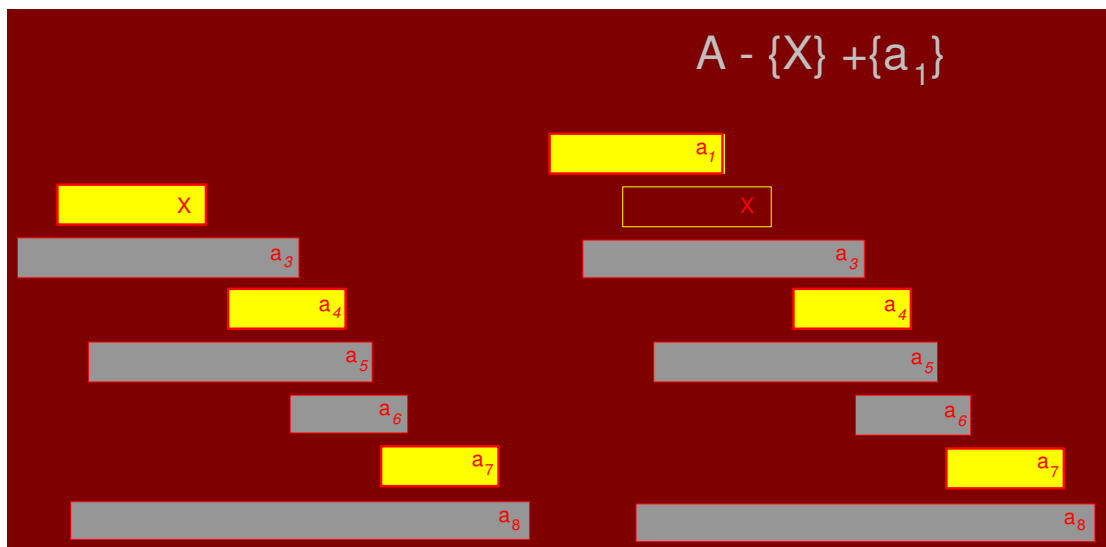 A - {X} +{a₁}
a₁
X X
a₃ a₃
a₄ a₄
a₅ a₅
a₆ a₆
a₇ a₇
a₈ a₈